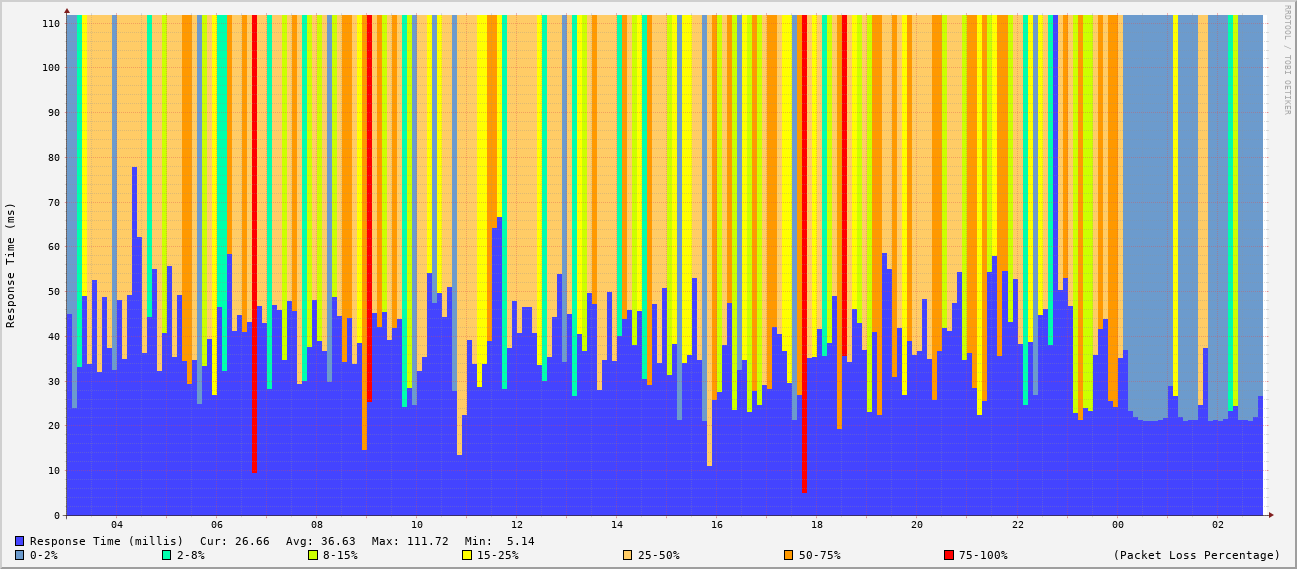 RRDTOOL / TOBI OETIKER
Response Time (ms)
110
100
90
80
70
60
50
40
30
20
10
0
04 06 08 10 12 14 16 18 20 22 00 02
Response Time (millis) Cur: 26.66 Avg: 36.63 Max: 111.72 Min: 5.14
0-2% 2-8% 8-15% 15-25% 25-50% 50-75% 75-100% (Packet Loss Percentage)